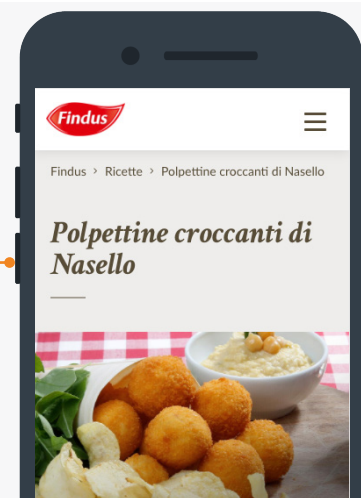 Findus
Findus > Ricette > Polpettine croccanti di Nasello
Polpettine croccanti di
Nasello